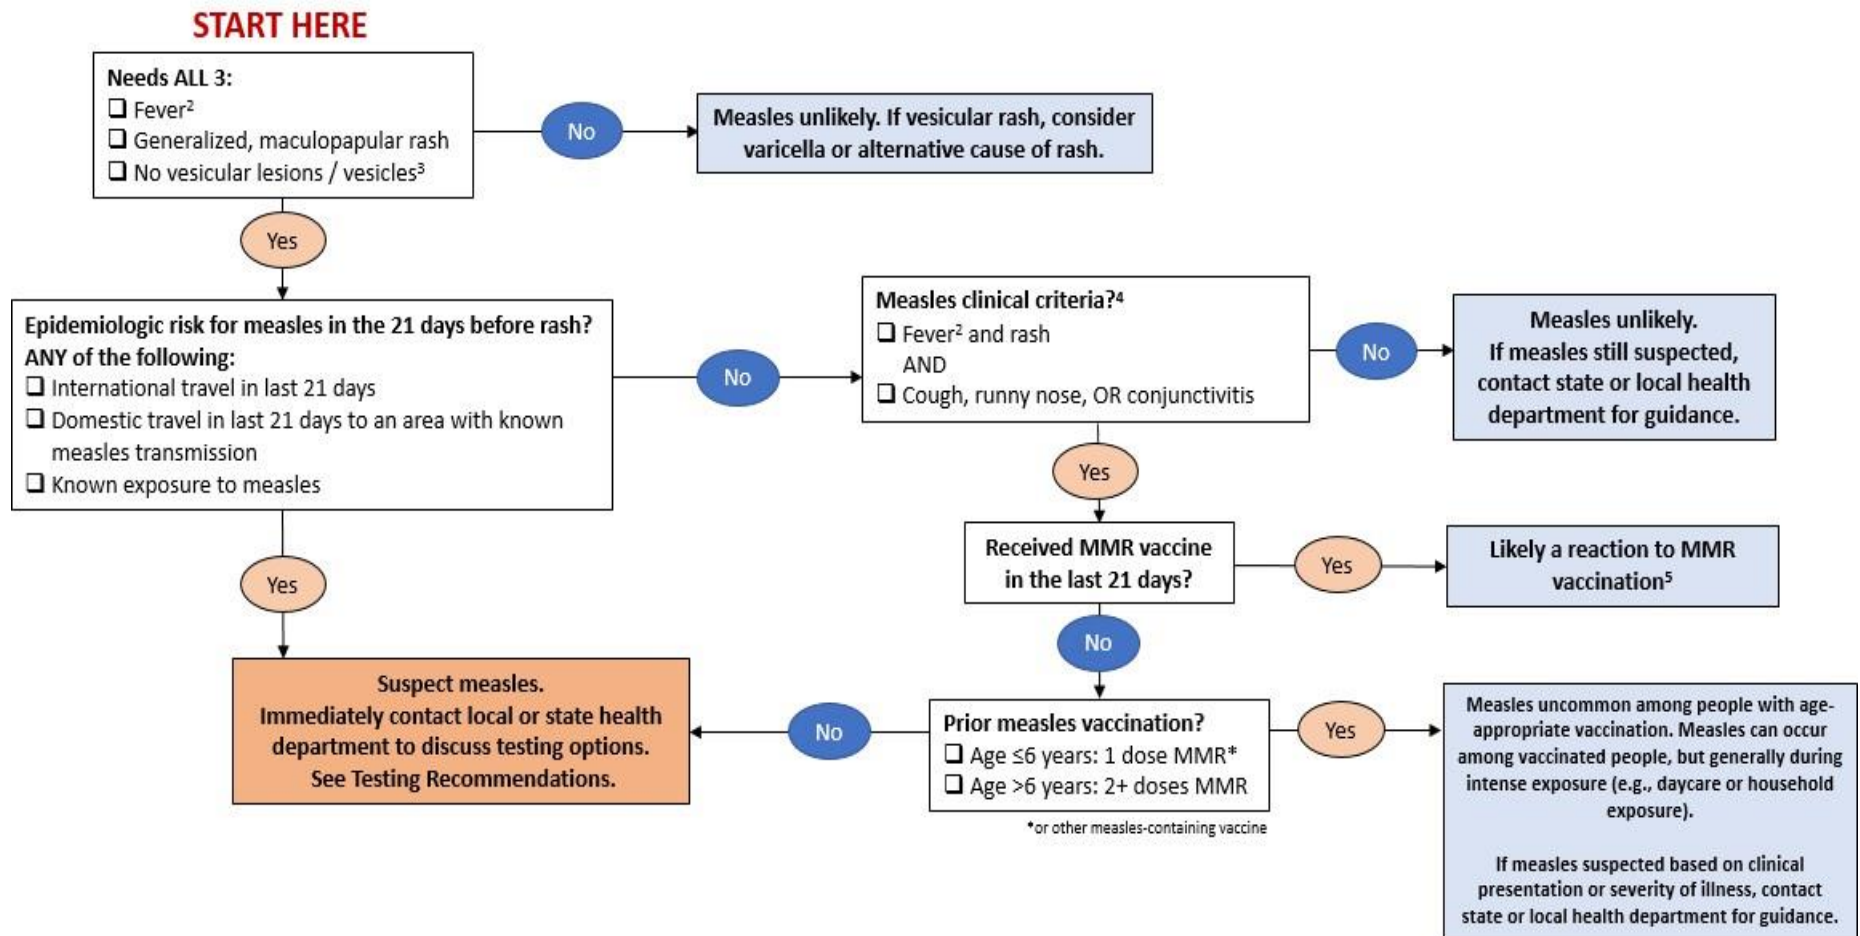 START HERE
Needs ALL 3:
❑ Fever²
❑ Generalized, maculopapular rash
❑ No vesicular lesions / vesicles³
No
Measles unlikely. If vesicular rash, consider
varicella or alternative cause of rash.
Yes
Epidemiologic risk for measles in the 21 days before rash?
ANY of the following:
❑ International travel in last 21 days
❑ Domestic travel in last 21 days to an area with known
measles transmission
❑ Known exposure to measles
No
Measles clinical criteria?⁴
❑ Fever² and rash
AND
❑ Cough, runny nose, OR conjunctivitis
No
Measles unlikely.
If measles still suspected,
contact state or local health
department for guidance.
Yes
Received MMR vaccine
in the last 21 days?
Yes
Likely a reaction to MMR
vaccination⁵
Yes
No
Suspect measles.
Immediately contact local or state health
department to discuss testing options.
See Testing Recommendations.
No
Prior measles vaccination?
❑ Age ≤6 years: 1 dose MMR*
❑ Age >6 years: 2+ doses MMR
*or other measles-containing vaccine
Yes
Measles uncommon among people with age-
appropriate vaccination. Measles can occur
among vaccinated people, but generally during
intense exposure (e.g., daycare or household
exposure).
If measles suspected based on clinical
presentation or severity of illness, contact
state or local health department for guidance.